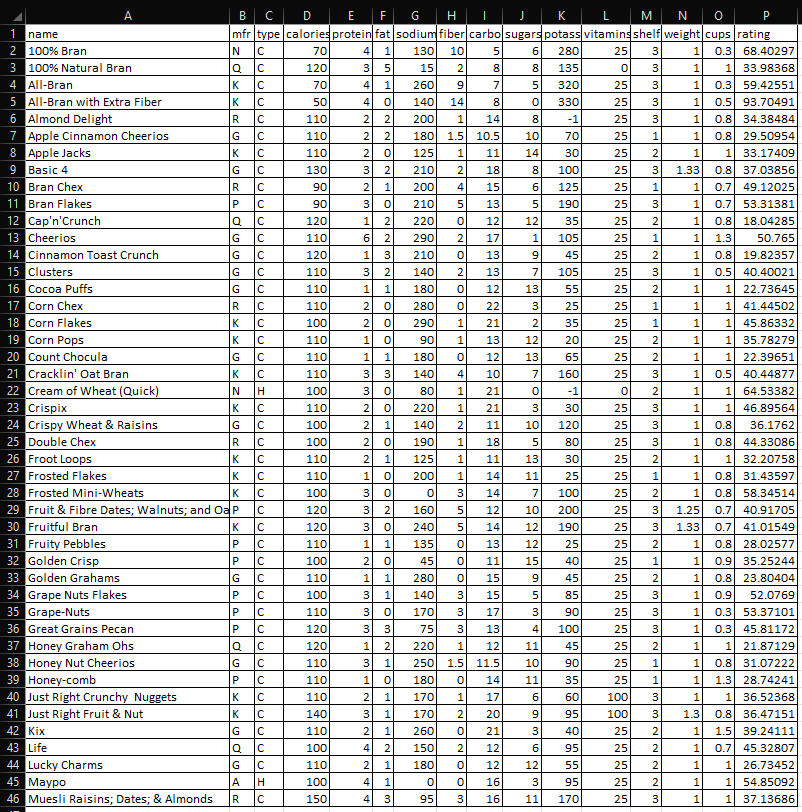 A B C D E F G H I J K L M N O P
1 name mfr type calories protein fat sodium fiber carbo sugars potass vitamins shelf weight cups rating
2 100% Bran N C 70 4 1 130 10 5 6 280 25 3 1 0.3 68.40297
3 100% Natural Bran Q C 120 3 5 15 2 8 8 135 0 3 1 1 33.98368
4 All-Bran K C 70 4 1 260 9 7 5 320 25 3 1 0.3 59.42551
5 All-Bran with Extra Fiber K C 50 4 0 140 14 8 0 330 25 3 1 0.5 93.70491
6 Almond Delight R C 110 2 2 200 1 14 8 -1 25 3 1 0.8 34.38484
7 Apple Cinnamon Cheerios G C 110 2 2 180 1.5 10.5 10 70 25 1 1 0.8 29.50954
8 Apple Jacks K C 110 2 0 125 1 11 14 30 25 2 1 1 33.17409
9 Basic 4 G C 130 3 2 210 2 18 8 100 25 3 1.33 0.8 37.03856
10 Bran Chex R C 90 2 1 200 4 15 6 125 25 1 1 0.7 49.12025
11 Bran Flakes P C 90 3 0 210 5 13 5 190 25 3 1 0.7 53.31381
12 Cap'n'Crunch Q C 120 1 2 220 0 12 12 35 25 2 1 0.8 18.04285
13 Cheerios G C 110 6 2 290 2 17 1 105 25 1 1 1.3 50.765
14 Cinnamon Toast Crunch G C 120 1 3 210 0 13 9 45 25 2 1 0.8 19.82357
15 Clusters G C 110 3 2 140 2 13 7 105 25 3 1 0.5 40.40021
16 Cocoa Puffs G C 110 1 1 180 0 12 13 55 25 2 1 1 22.73645
17 Corn Chex R C 110 2 0 280 0 22 3 25 25 1 1 1 41.44502
18 Corn Flakes K C 100 2 0 290 1 21 2 35 25 1 1 1 45.86332
19 Corn Pops K C 110 1 0 90 1 13 12 20 25 2 1 1 35.78279
20 Count Chocula G C 110 1 1 180 0 12 13 65 25 2 1 1 22.39651
21 Cracklin' Oat Bran K C 110 3 3 140 4 10 7 160 25 3 1 0.5 40.44877
22 Cream of Wheat (Quick) N H 100 3 0 80 1 21 0 -1 0 2 1 1 64.53382
23 Crispix K C 110 2 0 220 1 21 3 30 25 3 1 1 46.89564
24 Crispy Wheat & Raisins G C 100 2 1 140 2 11 10 120 25 3 1 0.8 36.1762
25 Double Chex R C 100 2 0 190 1 18 5 80 25 3 1 0.8 44.33086
26 Froot Loops K C 110 2 1 125 1 11 13 30 25 2 1 1 32.20758
27 Frosted Flakes K C 110 1 0 200 1 14 11 25 25 1 1 0.8 31.43597
28 Frosted Mini-Wheats K C 100 3 0 0 3 14 7 100 25 2 1 0.8 58.34514
29 Fruit & Fibre Dates; Walnuts; and Oa P C 120 3 2 160 5 12 10 200 25 3 1.25 0.7 40.91705
30 Fruitful Bran K C 120 3 0 240 5 14 12 190 25 3 1.33 0.7 41.01549
31 Fruity Pebbles P C 110 1 1 135 0 13 12 25 25 2 1 0.8 28.02577
32 Golden Crisp P C 100 2 0 45 0 11 15 40 25 1 1 0.9 35.25244
33 Golden Grahams G C 110 1 1 280 0 15 9 45 25 2 1 0.8 23.80404
34 Grape Nuts Flakes P C 100 3 1 140 3 15 5 85 25 3 1 0.9 52.0769
35 Grape-Nuts P C 110 3 0 170 3 17 3 90 25 3 1 0.3 53.37101
36 Great Grains Pecan P C 120 3 3 75 3 13 4 100 25 3 1 0.3 45.81172
37 Honey Graham Ohs Q C 120 1 2 220 1 12 11 45 25 2 1 1 21.87129
38 Honey Nut Cheerios G C 110 3 1 250 1.5 11.5 10 90 25 1 1 0.8 31.07222
39 Honey-comb P C 110 1 0 180 0 14 11 35 25 1 1 1.3 28.74241
40 Just Right Crunchy  Nuggets K C 110 2 1 170 1 17 6 60 100 3 1 1 36.52368
41 Just Right Fruit & Nut K C 140 3 1 170 2 20 9 95 100 3 1.3 0.8 36.47151
42 Kix G C 110 2 1 260 0 21 3 40 25 2 1 1.5 39.24111
43 Life Q C 100 4 2 150 2 12 6 95 25 2 1 0.7 45.32807
44 Lucky Charms G C 110 2 1 180 0 12 12 55 25 2 1 1 26.73452
45 Maypo A H 100 4 1 0 0 16 3 95 25 2 1 1 54.85092
46 Muesli Raisins; Dates; & Almonds R C 150 4 3 95 3 16 11 170 25 3 1 1 37.13686